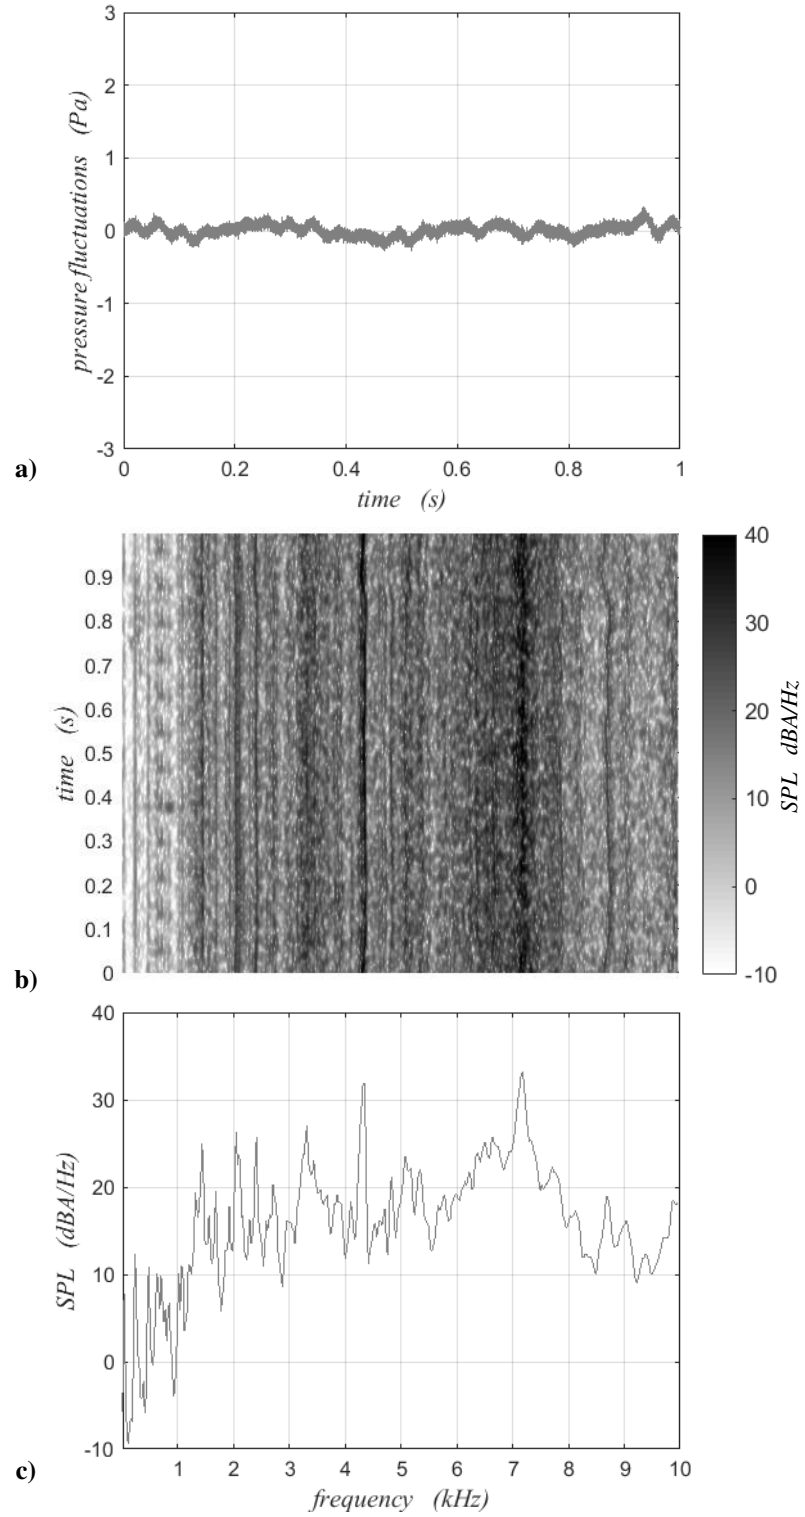 3
2
1
0
-1
-2
-3
pressure fluctuations (Pa)
0 0.2 0.4 0.6 0.8 1
time (s)
a)
0.9
0.8
0.7
0.6
0.5
0.4
0.3
0.2
0.1
0
time (s)
40
30
20
10
0
-10
SPL dBA/Hz
b)
40
30
20
10
0
-10
SPL (dBA/Hz)
1 2 3 4 5 6 7 8 9 10
frequency (kHz)
c)